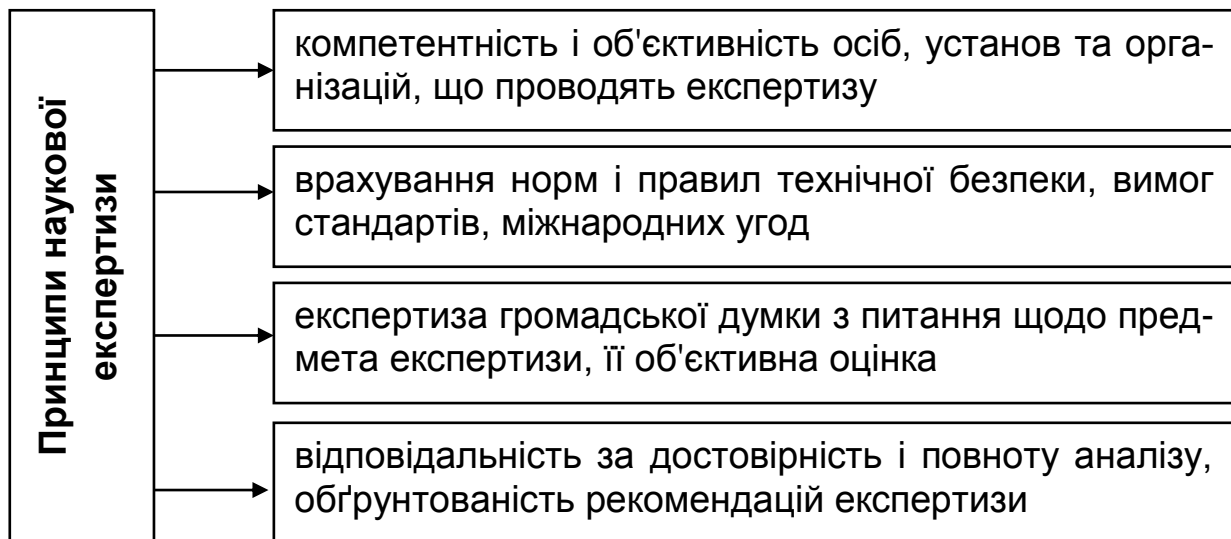 Принципи наукової
експертизи
компетентність і об'єктивність осіб, установ та орга-
нізацій, що проводять експертизу
врахування норм і правил технічної безпеки, вимог
стандартів, міжнародних угод
експертиза громадської думки з питання щодо пред-
мета експертизи, її об'єктивна оцінка
відповідальність за достовірність і повноту аналізу,
обґрунтованість рекомендацій експертизи